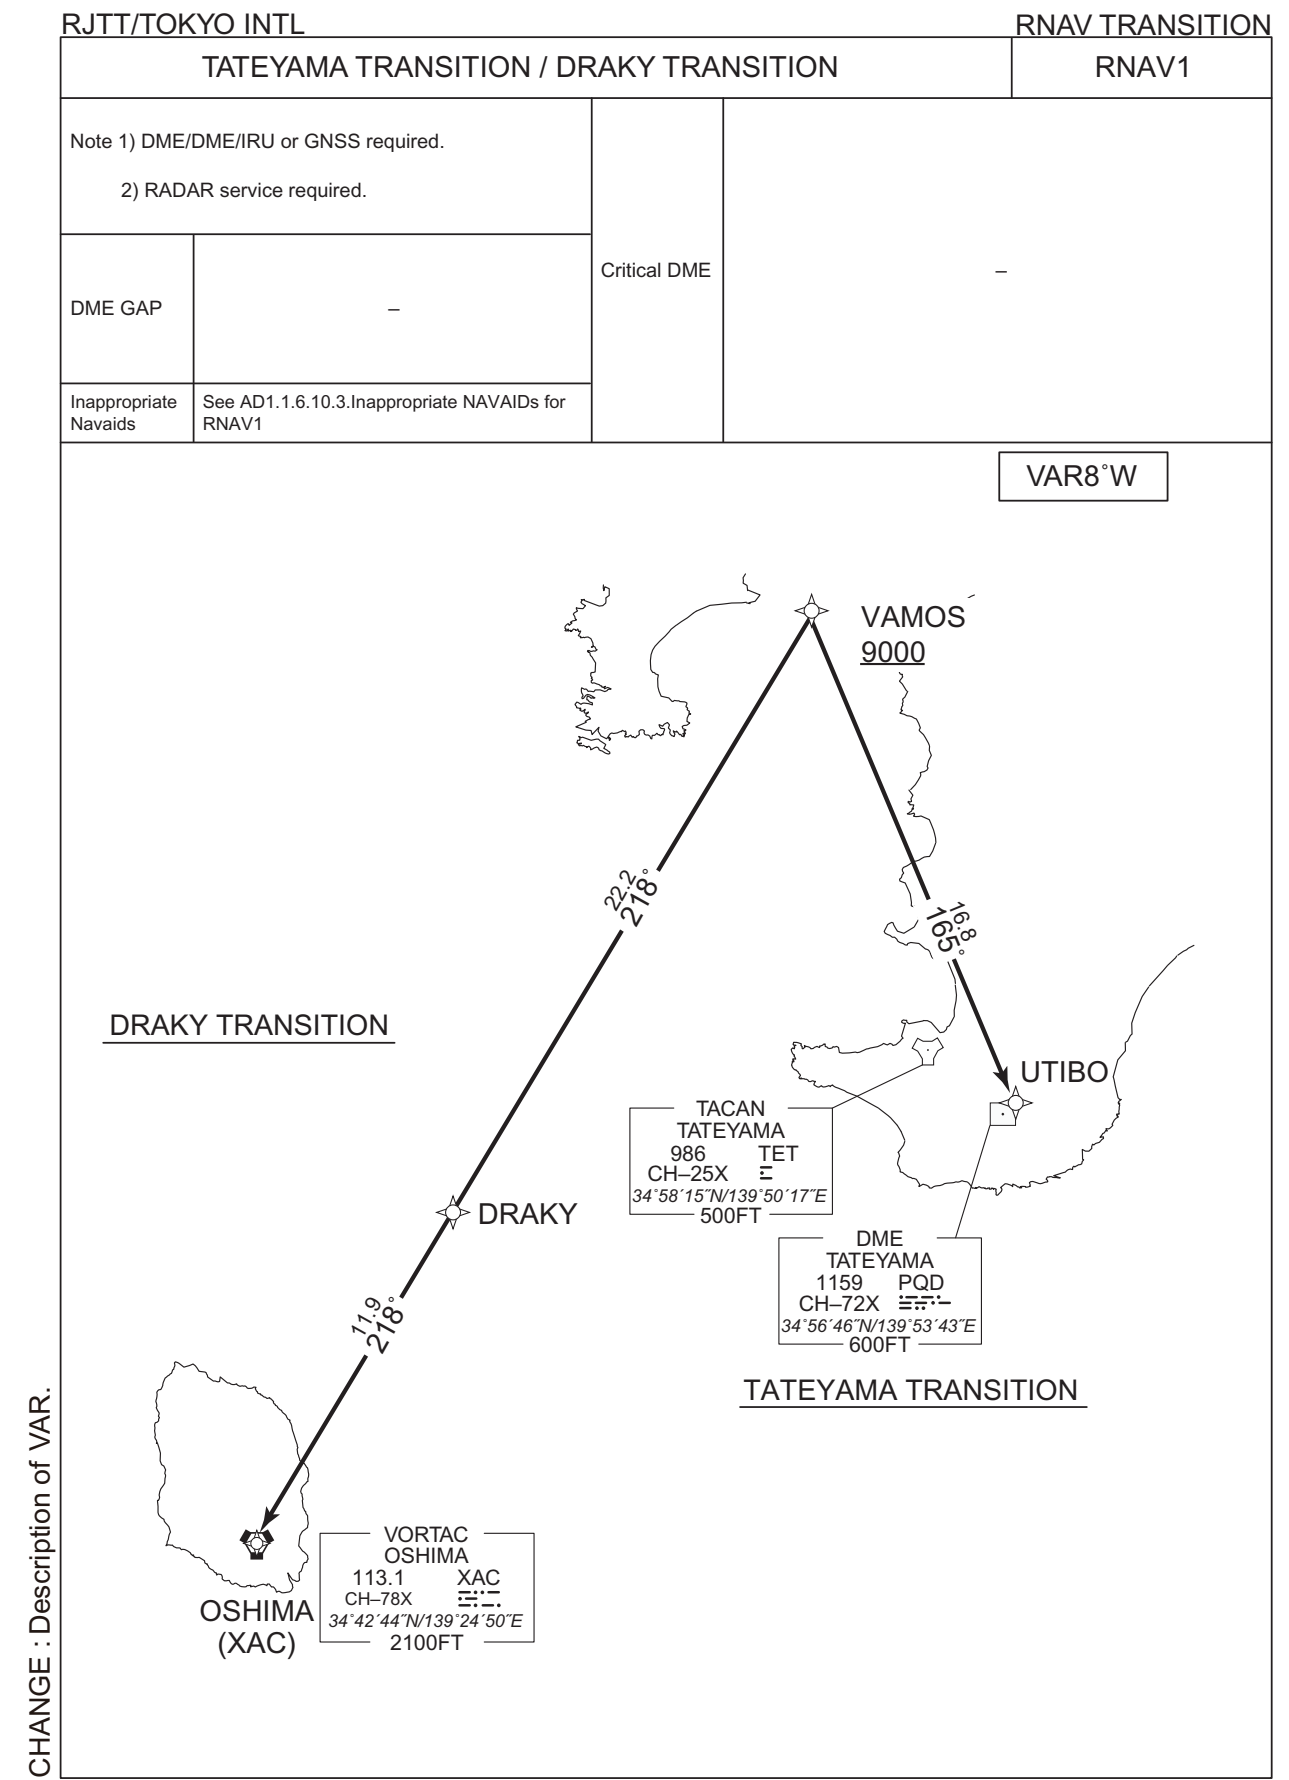 RJTT/TOKYO INTL
RNAV TRANSITION
TATEYAMA TRANSITION / DRAKY TRANSITION
RNAV1
Note 1) DME/DME/IRU or GNSS required.
2) RADAR service required.
DME GAP
–
Critical DME
–
Inappropriate
Navaids
See AD1.1.6.10.3.Inappropriate NAVAIDs for
RNAV1
VAR8˚W
VAMOS
9000
22.2
218˚
16.8
165˚
DRAKY TRANSITION
UTIBO
TACAN
TATEYAMA
986 TET
CH–25X
34˚58´15˝N/139˚50´17˝E
500FT
DRAKY
DME
TATEYAMA
1159 PQD
CH–72X
34˚56´46˝N/139˚53´43˝E
600FT
11.9
218˚
TATEYAMA TRANSITION
VORTAC
OSHIMA
113.1 XAC
CH–78X
34˚42´44˝N/139˚24´50˝E
2100FT
OSHIMA
(XAC)
CHANGE : Description of VAR.